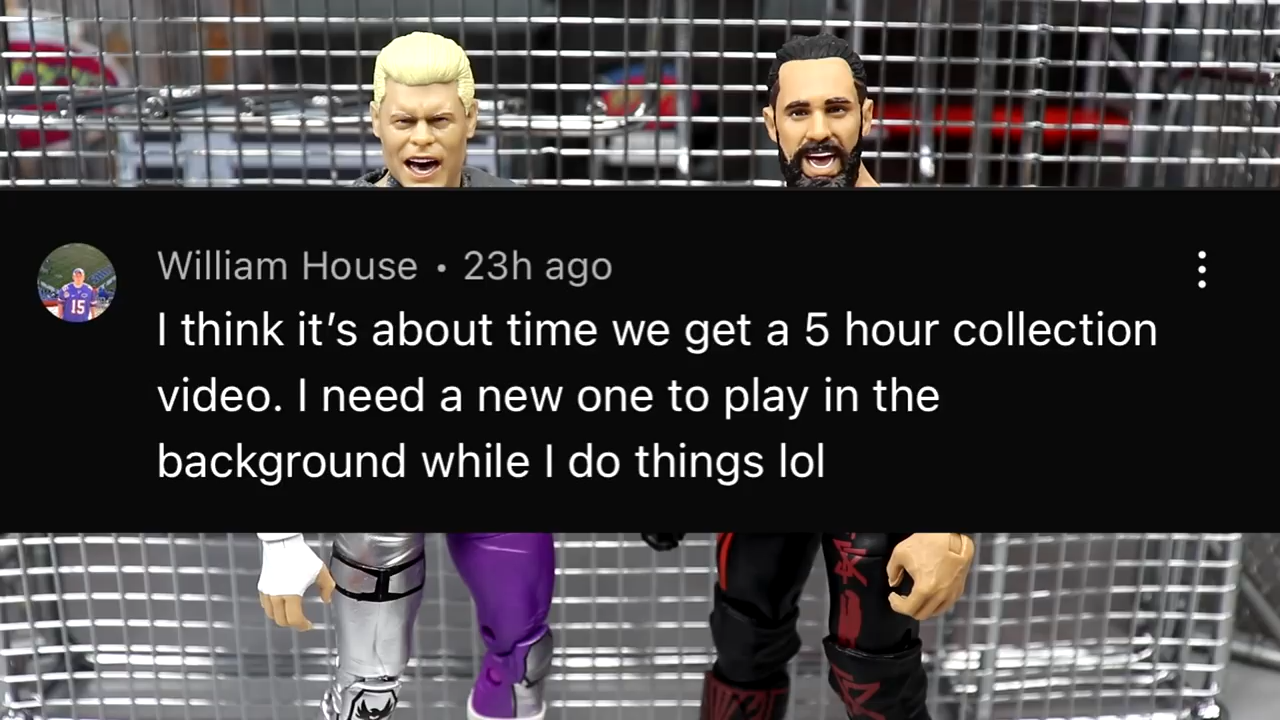 William House • 23h ago
I think it’s about time we get a 5 hour collection
video. I need a new one to play in the
background while I do things lol
15